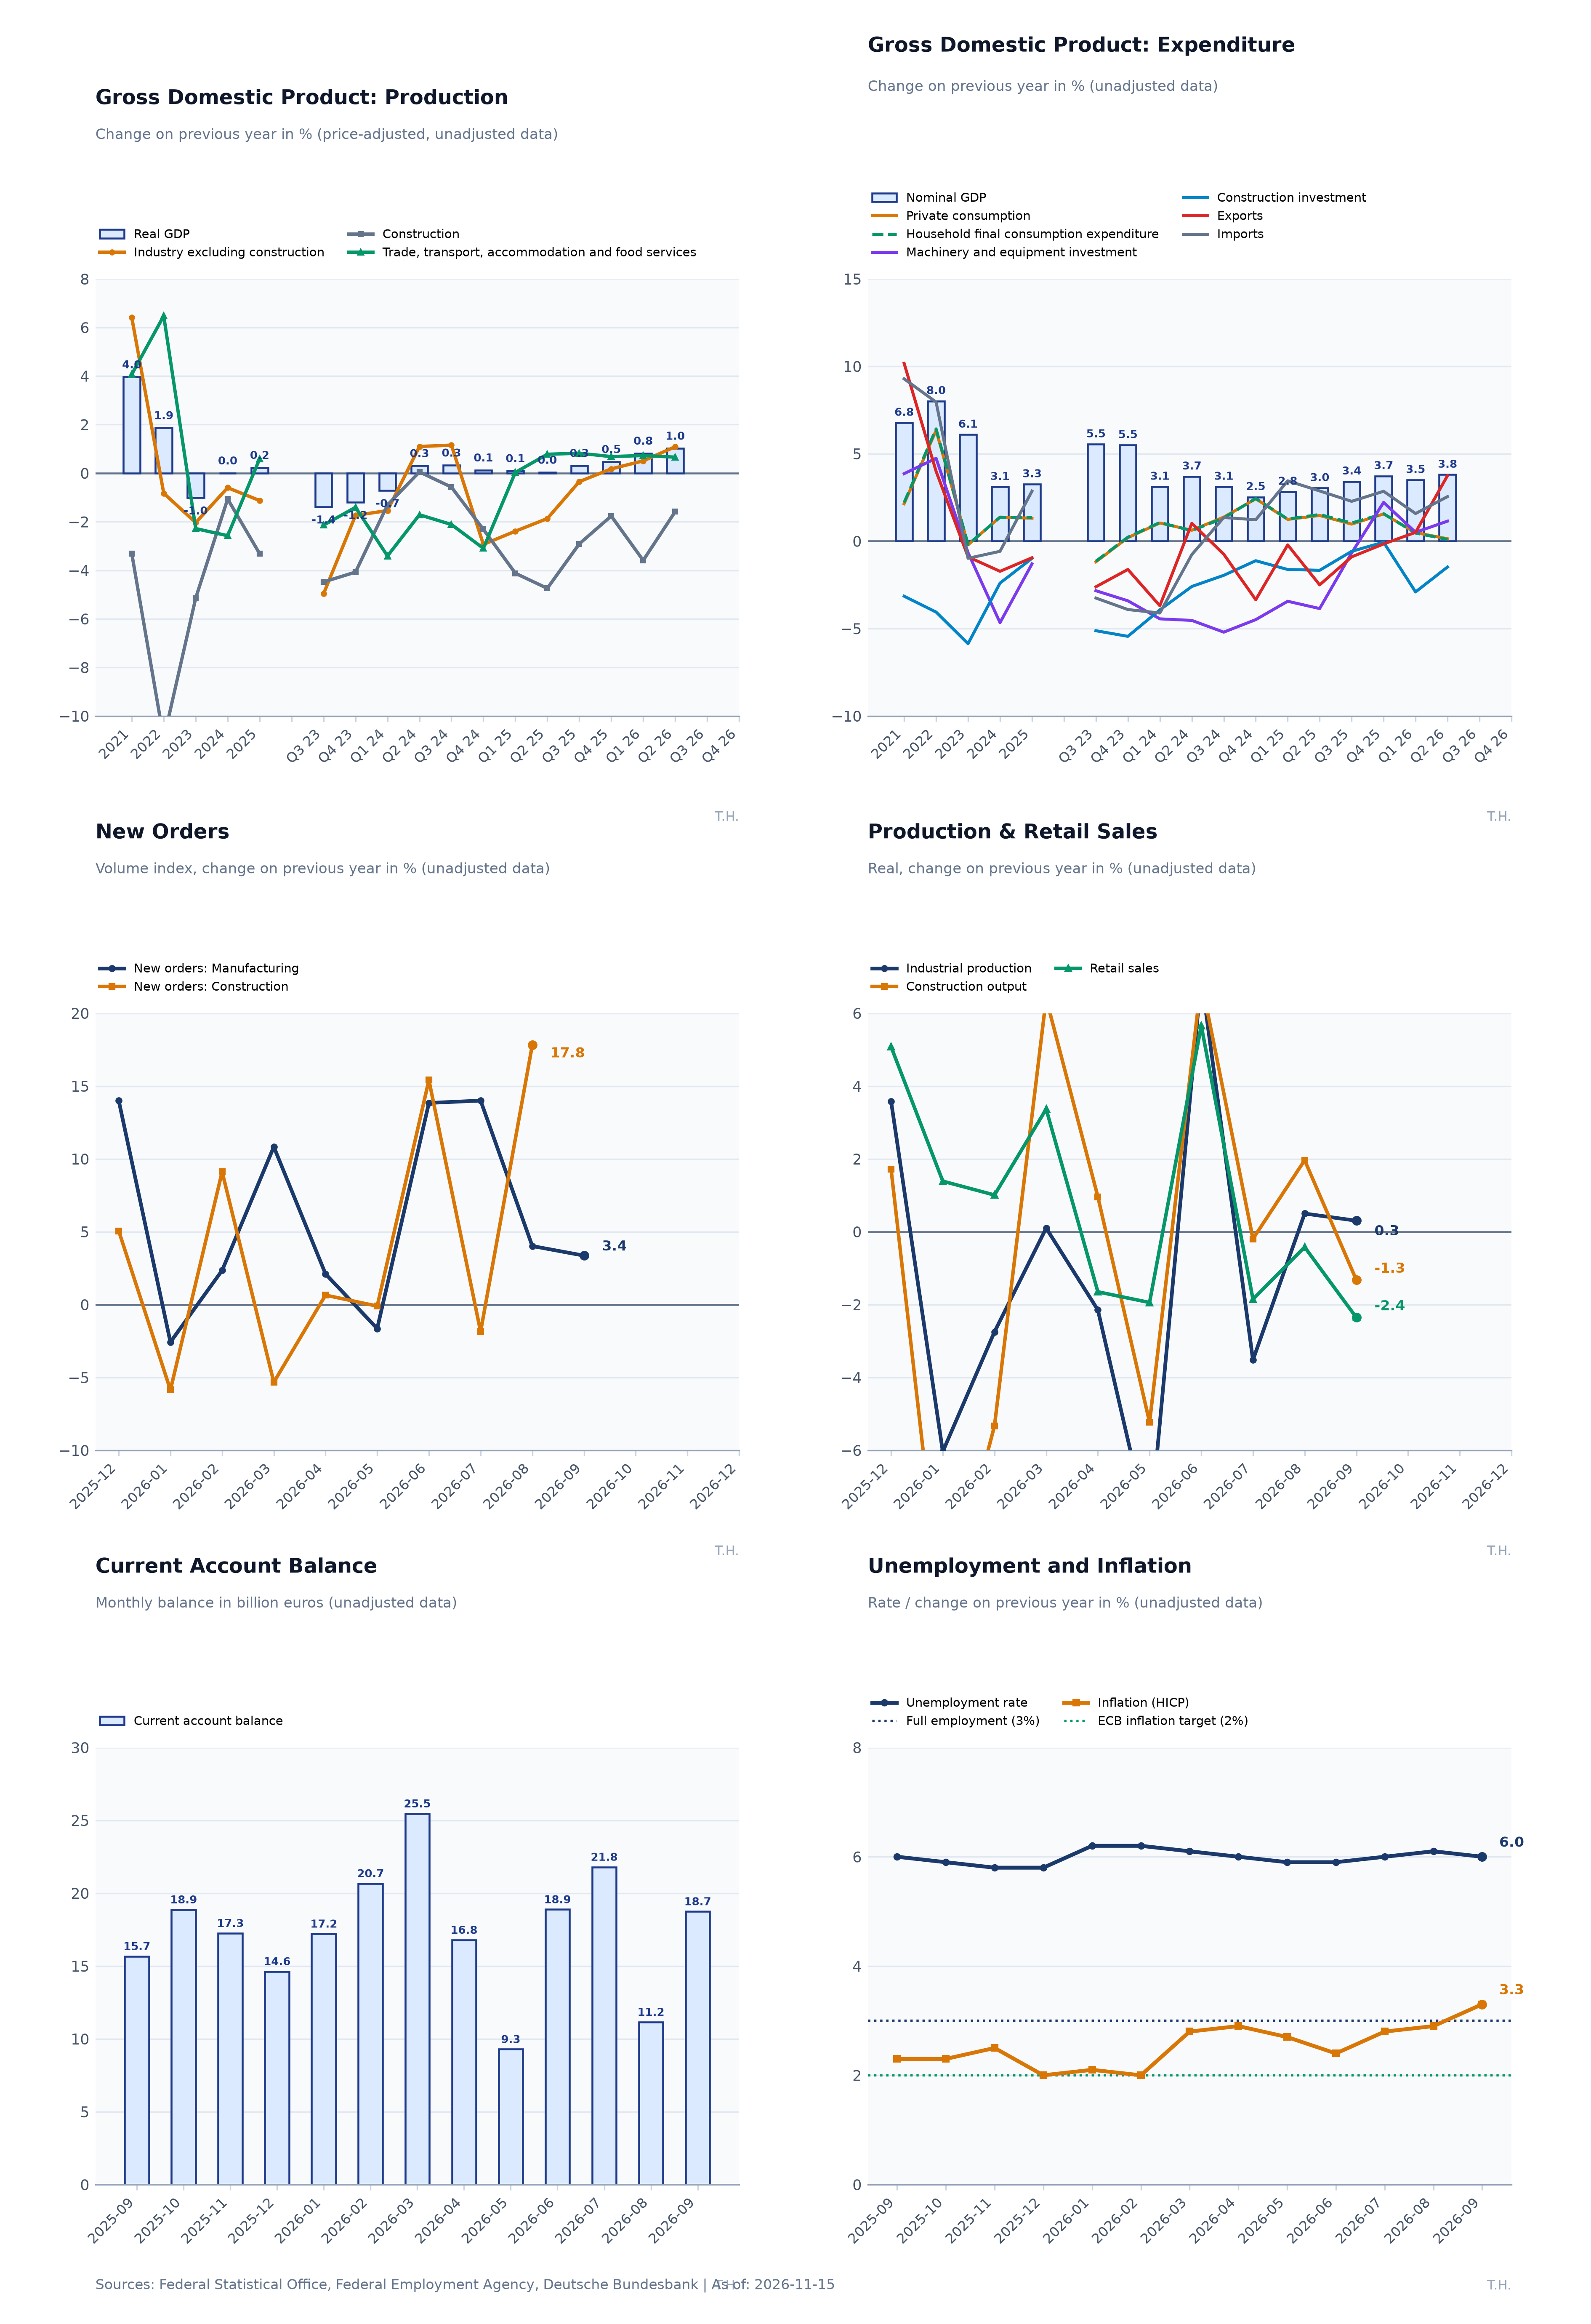 Gross Domestic Product: Production
Change on previous year in % (price-adjusted, unadjusted data)
Real GDP
Industry excluding construction
Construction
Trade, transport, accommodation and food services
8
6
4
2
0
−2
−4
−6
−8
−10
4.0
1.9
-1.0
0.0
0.2
-1.4
-1.2
-0.7
0.3
0.3
0.1
0.1
0.0
0.3
0.5
0.8
1.0
2021
2022
2023
2024
2025
Q3 23
Q4 23
Q1 24
Q2 24
Q3 24
Q4 24
Q1 25
Q2 25
Q3 25
Q4 25
Q1 26
Q2 26
Q3 26
Q4 26
T.H.
Gross Domestic Product: Expenditure
Change on previous year in % (unadjusted data)
Nominal GDP
Private consumption
Household final consumption expenditure
Machinery and equipment investment
Construction investment
Exports
Imports
15
10
5
0
−5
−10
6.8
8.0
6.1
3.1
3.3
5.5
5.5
3.1
3.7
3.1
2.5
2.8
3.0
3.4
3.7
3.5
3.8
2021
2022
2023
2024
2025
Q3 23
Q4 23
Q1 24
Q2 24
Q3 24
Q4 24
Q1 25
Q2 25
Q3 25
Q4 25
Q1 26
Q2 26
Q3 26
Q4 26
T.H.
New Orders
Volume index, change on previous year in % (unadjusted data)
New orders: Manufacturing
New orders: Construction
20
15
10
5
0
−5
−10
17.8
3.4
2025-12
2026-01
2026-02
2026-03
2026-04
2026-05
2026-06
2026-07
2026-08
2026-09
2026-10
2026-11
2026-12
T.H.
Production & Retail Sales
Real, change on previous year in % (unadjusted data)
Industrial production
Construction output
Retail sales
6
4
2
0
−2
−4
−6
0.3
-1.3
-2.4
2025-12
2026-01
2026-02
2026-03
2026-04
2026-05
2026-06
2026-07
2026-08
2026-09
2026-10
2026-11
2026-12
T.H.
Current Account Balance
Monthly balance in billion euros (unadjusted data)
Current account balance
30
25
20
15
10
5
0
15.7
18.9
17.3
14.6
17.2
20.7
25.5
16.8
9.3
18.9
21.8
11.2
18.7
2025-09
2025-10
2025-11
2025-12
2026-01
2026-02
2026-03
2026-04
2026-05
2026-06
2026-07
2026-08
2026-09
T.H.
Unemployment and Inflation
Rate / change on previous year in % (unadjusted data)
Unemployment rate
Full employment (3%)
Inflation (HICP)
ECB inflation target (2%)
8
6
4
2
0
6.0
3.3
2025-09
2025-10
2025-11
2025-12
2026-01
2026-02
2026-03
2026-04
2026-05
2026-06
2026-07
2026-08
2026-09
T.H.
Sources: Federal Statistical Office, Federal Employment Agency, Deutsche Bundesbank | As of: 2026-11-15